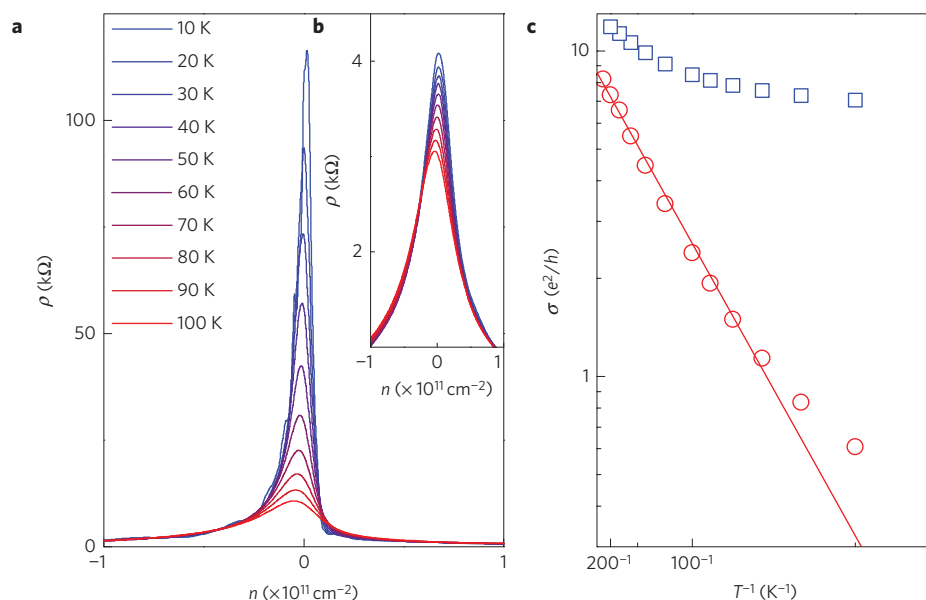 a
10 K
20 K
30 K
40 K
50 K
60 K
70 K
80 K
90 K
100 K
100
50
0
ρ (kΩ)
−1
0
1
n (×10¹¹ cm⁻²)
b
4
2
ρ (kΩ)
−1
0
1
n (× 10¹¹ cm⁻²)
c
10
1
σ (e²/h)
200⁻¹
100⁻¹
T⁻¹ (K⁻¹)